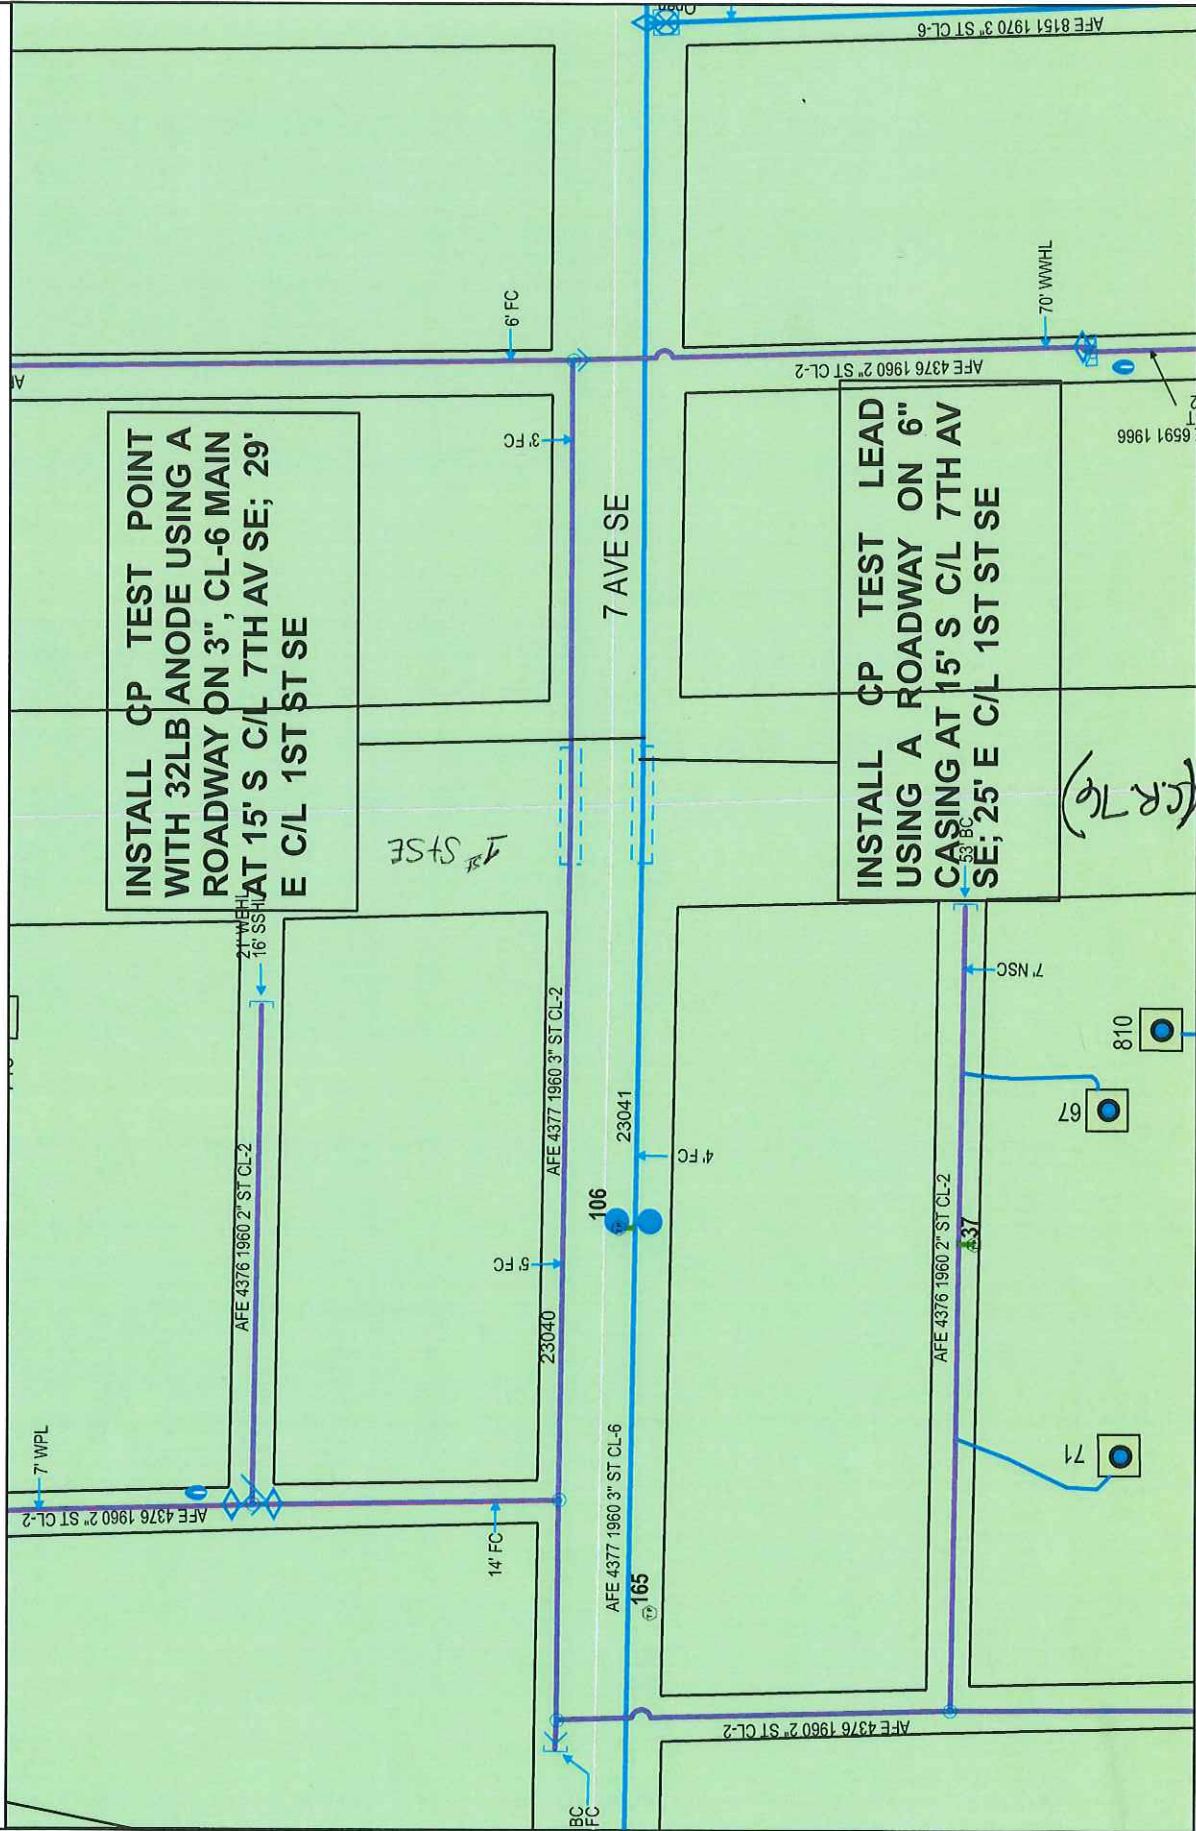 Open
AFE 8151 1970 3" ST CL-6
6' FC
70' WWHL
AFE 4376 1960 2" ST CL-2
6591 1966
3' FC
INSTALL CP TEST POINT
WITH 32LB ANODE USING A
ROADWAY ON 3", CL-6 MAIN
AT 15' S C/L 7TH AV SE; 29'
E C/L 1ST ST SE
7 AVE SE
INSTALL CP TEST LEAD
USING A ROADWAY ON 6"
CASING AT 15' S C/L 7TH AV
SE; 25' E C/L 1ST ST SE
1st St SE
(C.R. 76)
21' WEHL
16' SSHL
53' BC
7' NSC
AFE 4376 1960 2" ST CL-2
AFE 4377 1960 3" ST CL-2
23041
4' FC
810
67
106
5' FC
23040
AFE 4376 1960 2" ST CL-2
137
7' WPL
AFE 4376 1960 2" ST CL-2
14' FC
AFE 4377 1960 3" ST CL-6
165
71
AFE 4376 1960 2" ST CL-2
BC
FC